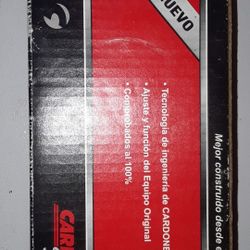 NUEVO
• Tecnología de ingeniería de CARDONE
• Ajuste y función del Equipo Original
• Comprobados al 100%
Mejor construido desde
CAR